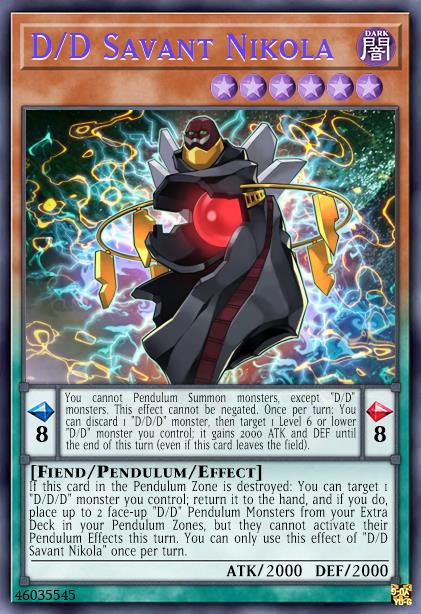 D/D Savant Nikola
DARK
闇
You cannot Pendulum Summon monsters, except "D/D"
monsters. This effect cannot be negated. Once per turn: You
can discard 1 "D/D/D" monster, then target 1 Level 6 or lower
"D/D" monster you control; it gains 2000 ATK and DEF until
the end of this turn (even if this card leaves the field).
8
8
[Fiend/Pendulum/Effect]
If this card in the Pendulum Zone is destroyed: You can target 1
"D/D/D" monster you control; return it to the hand, and if you do,
place up to 2 face-up "D/D" Pendulum Monsters from your Extra
Deck in your Pendulum Zones, but they cannot activate their
Pendulum Effects this turn. You can only use this effect of "D/D
Savant Nikola" once per turn.
ATK/2000 DEF/2000
46035545